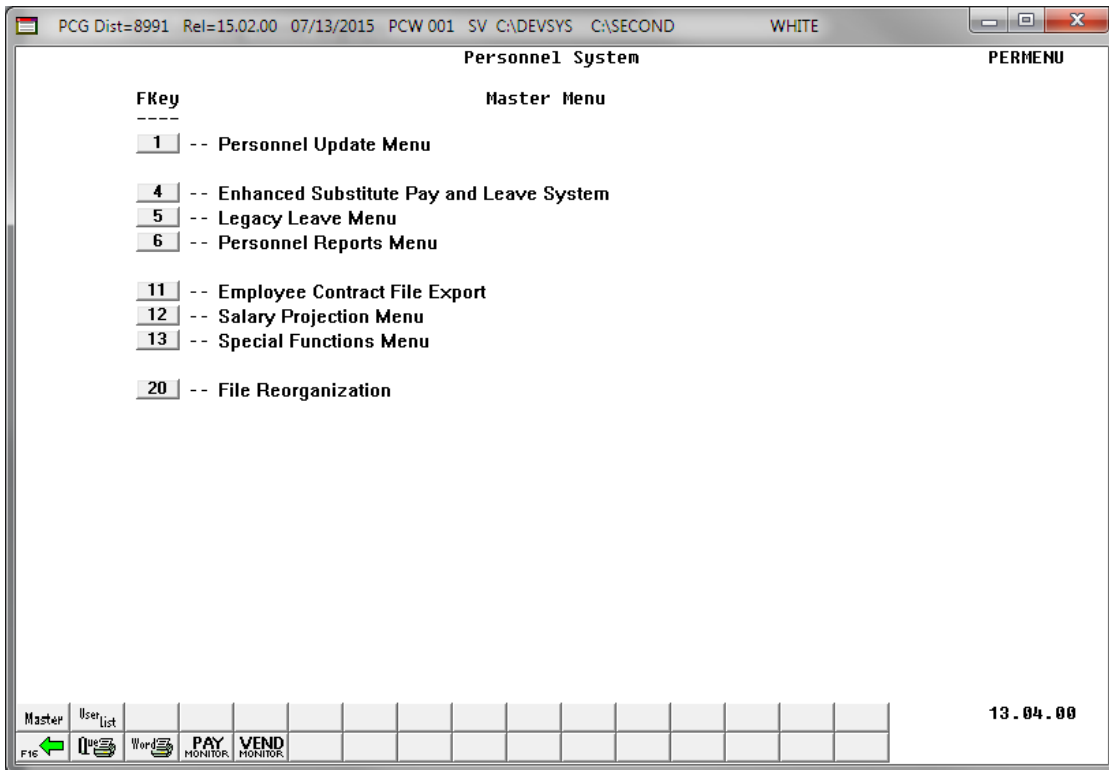 PCG Dist=8991 Rel=15.02.00 07/13/2015 PCW 001 SV C:\DEVSYS C:\SECOND WHITE
Personnel System PERMENU
FKey Master Menu
----
1 -- Personnel Update Menu
4 -- Enhanced Substitute Pay and Leave System
5 -- Legacy Leave Menu
6 -- Personnel Reports Menu
11 -- Employee Contract File Export
12 -- Salary Projection Menu
13 -- Special Functions Menu
20 -- File Reorganization
Master User List 13.04.00
F16 Que Word PAY MONITOR VEND MONITOR